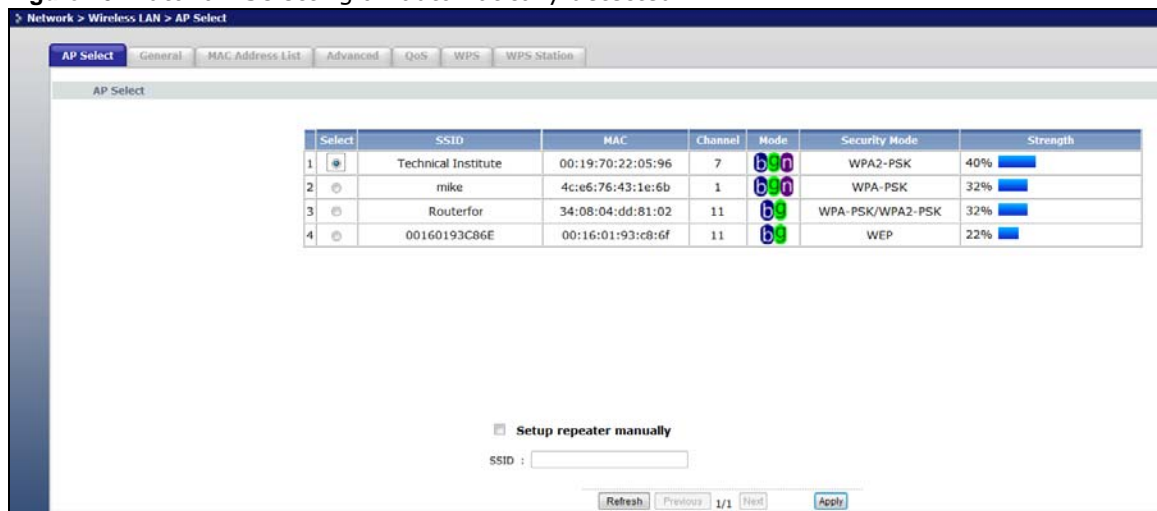 Network > Wireless LAN > AP Select
AP Select General MAC Address List Advanced QoS WPS WPS Station
AP Select
Select SSID MAC Channel Mode Security Mode Strength
1 Technical Institute 00:19:70:22:05:96 7 bgn WPA2-PSK 40%
2 mike 4c:e6:76:43:1e:6b 1 bgn WPA-PSK 32%
3 Routerfor 34:08:04:dd:81:02 11 bg WPA-PSK/WPA2-PSK 32%
4 00160193C86E 00:16:01:93:c8:6f 11 bg WEP 22%
Setup repeater manually
SSID :
Refresh Previous 1/1 Next Apply